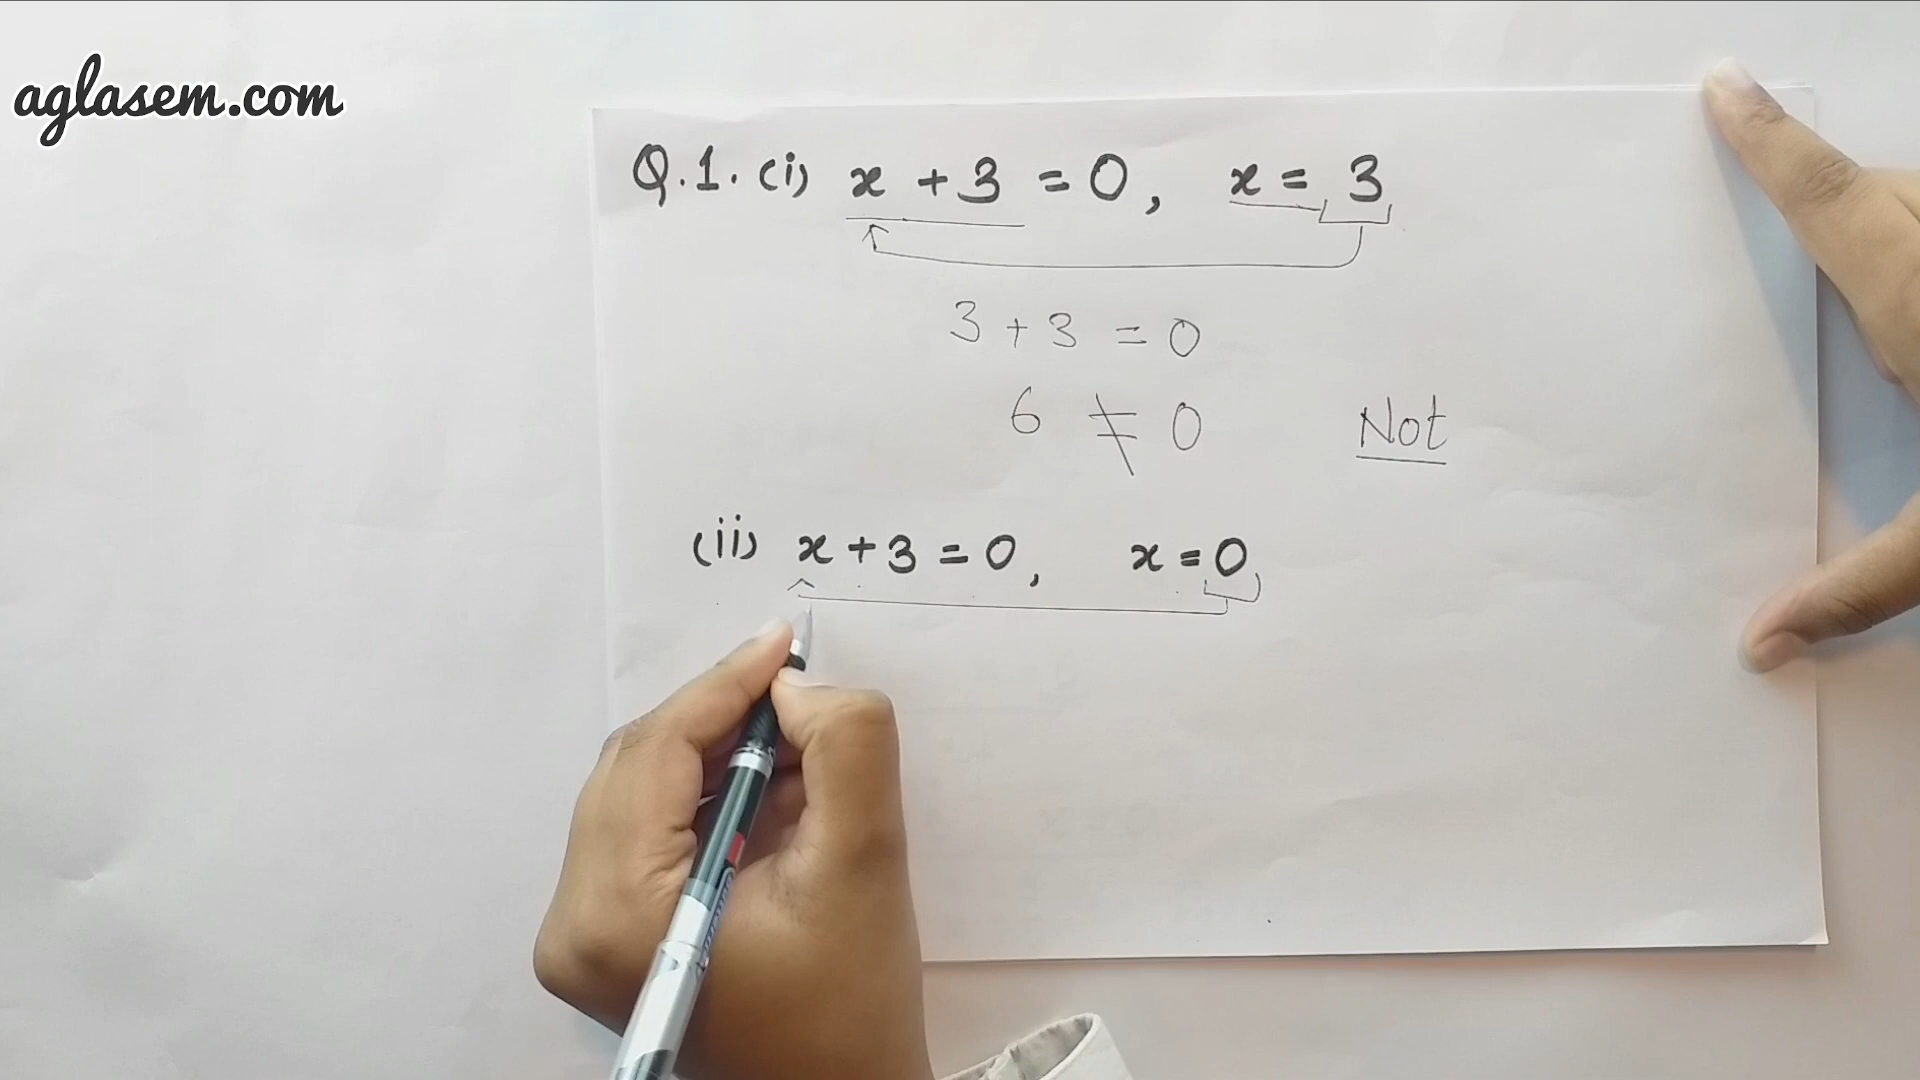 aglasem.com
Q.1. (i) x + 3 = 0, x = 3
3 + 3 = 0
6 ≠ 0 Not
(ii) x + 3 = 0, x = 0